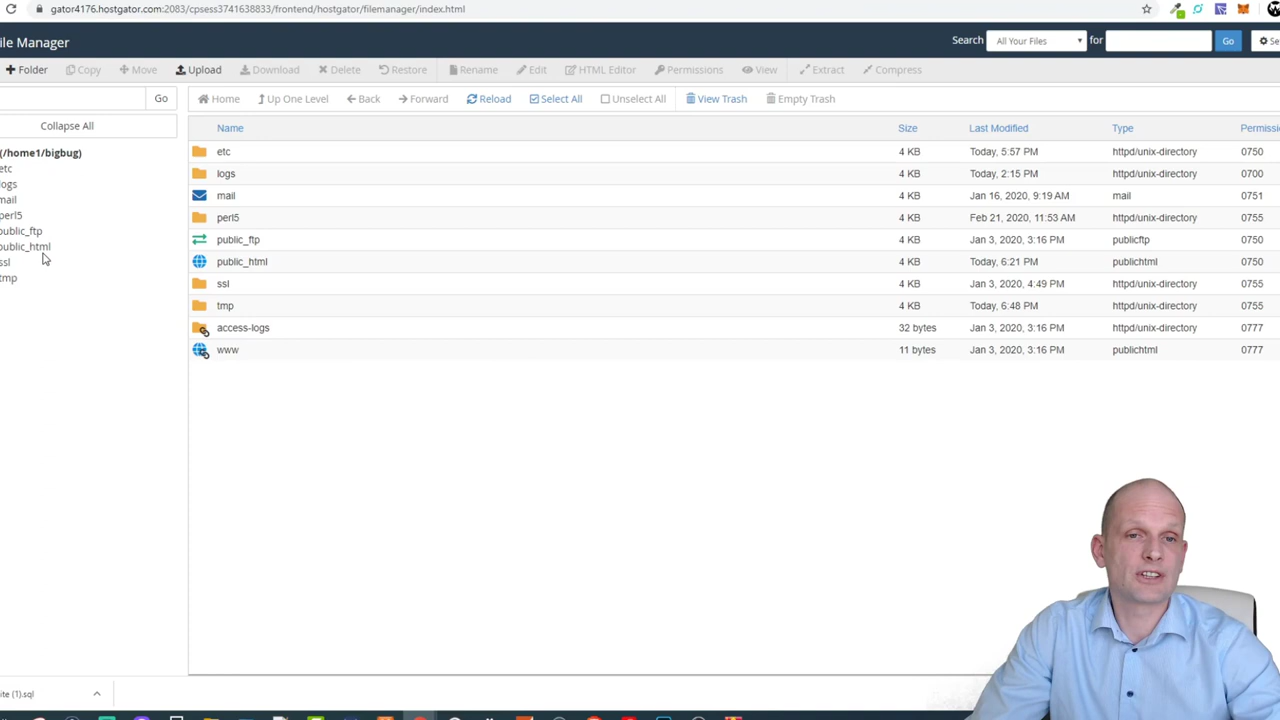 gator4176.hostgator.com:2083/cpsess3741638833/frontend/hostgator/filemanager/index.html
ile Manager
Search All Your Files for Go Se
+ Folder Copy Move Upload Download Delete Restore Rename Edit HTML Editor Permissions View Extract Compress
Go Home Up One Level Back Forward Reload Select All Unselect All View Trash Empty Trash
Collapse All
Name Size Last Modified Type Permissi
(/home1/bigbug)
etc
logs
mail
perl5
public_ftp
public_html
ssl
tmp
etc 4 KB Today, 5:57 PM httpd/unix-directory 0750
logs 4 KB Today, 2:15 PM httpd/unix-directory 0700
mail 4 KB Jan 16, 2020, 9:19 AM mail 0751
perl5 4 KB Feb 21, 2020, 11:53 AM httpd/unix-directory 0755
public_ftp 4 KB Jan 3, 2020, 3:16 PM publicftp 0750
public_html 4 KB Today, 6:21 PM publichtml 0750
ssl 4 KB Jan 3, 2020, 4:49 PM httpd/unix-directory 0755
tmp 4 KB Today, 6:48 PM httpd/unix-directory 0755
access-logs 32 bytes Jan 3, 2020, 3:16 PM httpd/unix-directory 0777
www 11 bytes Jan 3, 2020, 3:16 PM publichtml 0777
ite (1).sql